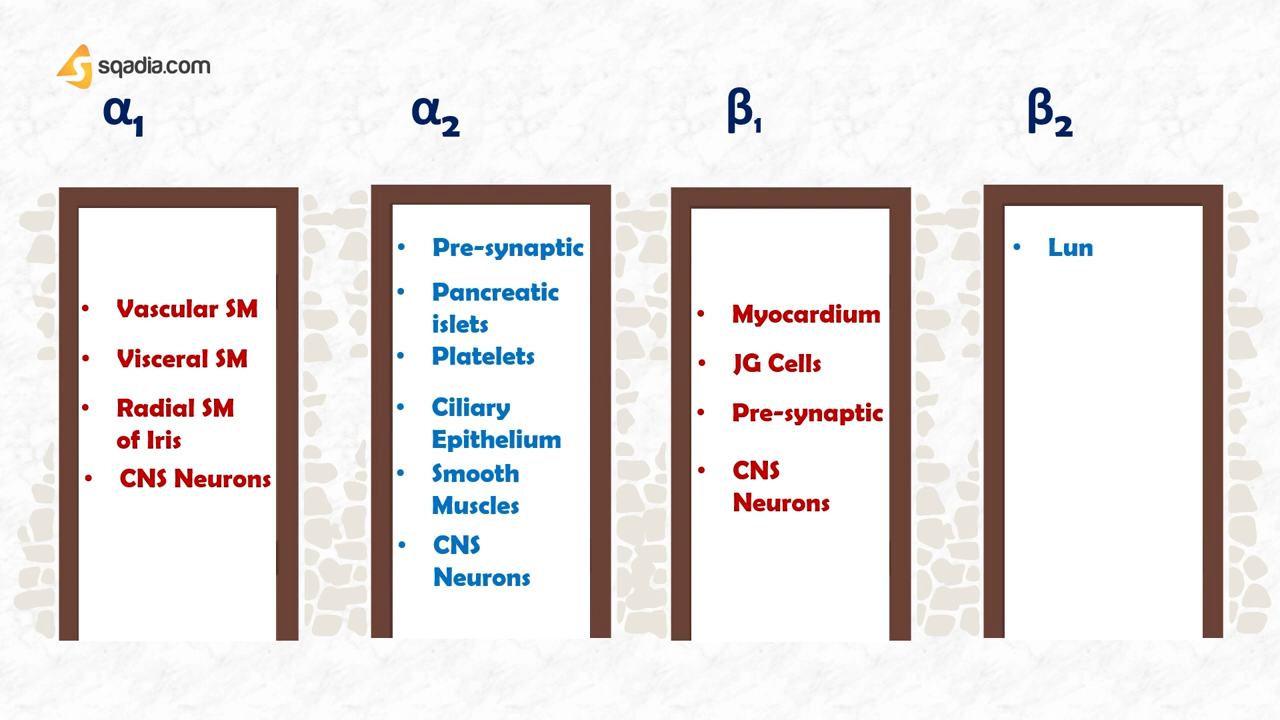 sqadia.com
α₁
α₂
β₁
β₂
• Vascular SM
• Visceral SM
• Radial SM
of Iris
• CNS Neurons
• Pre-synaptic
• Pancreatic
islets
• Platelets
• Ciliary
Epithelium
• Smooth
Muscles
• CNS
Neurons
• Myocardium
• JG Cells
• Pre-synaptic
• CNS
Neurons
• Lun